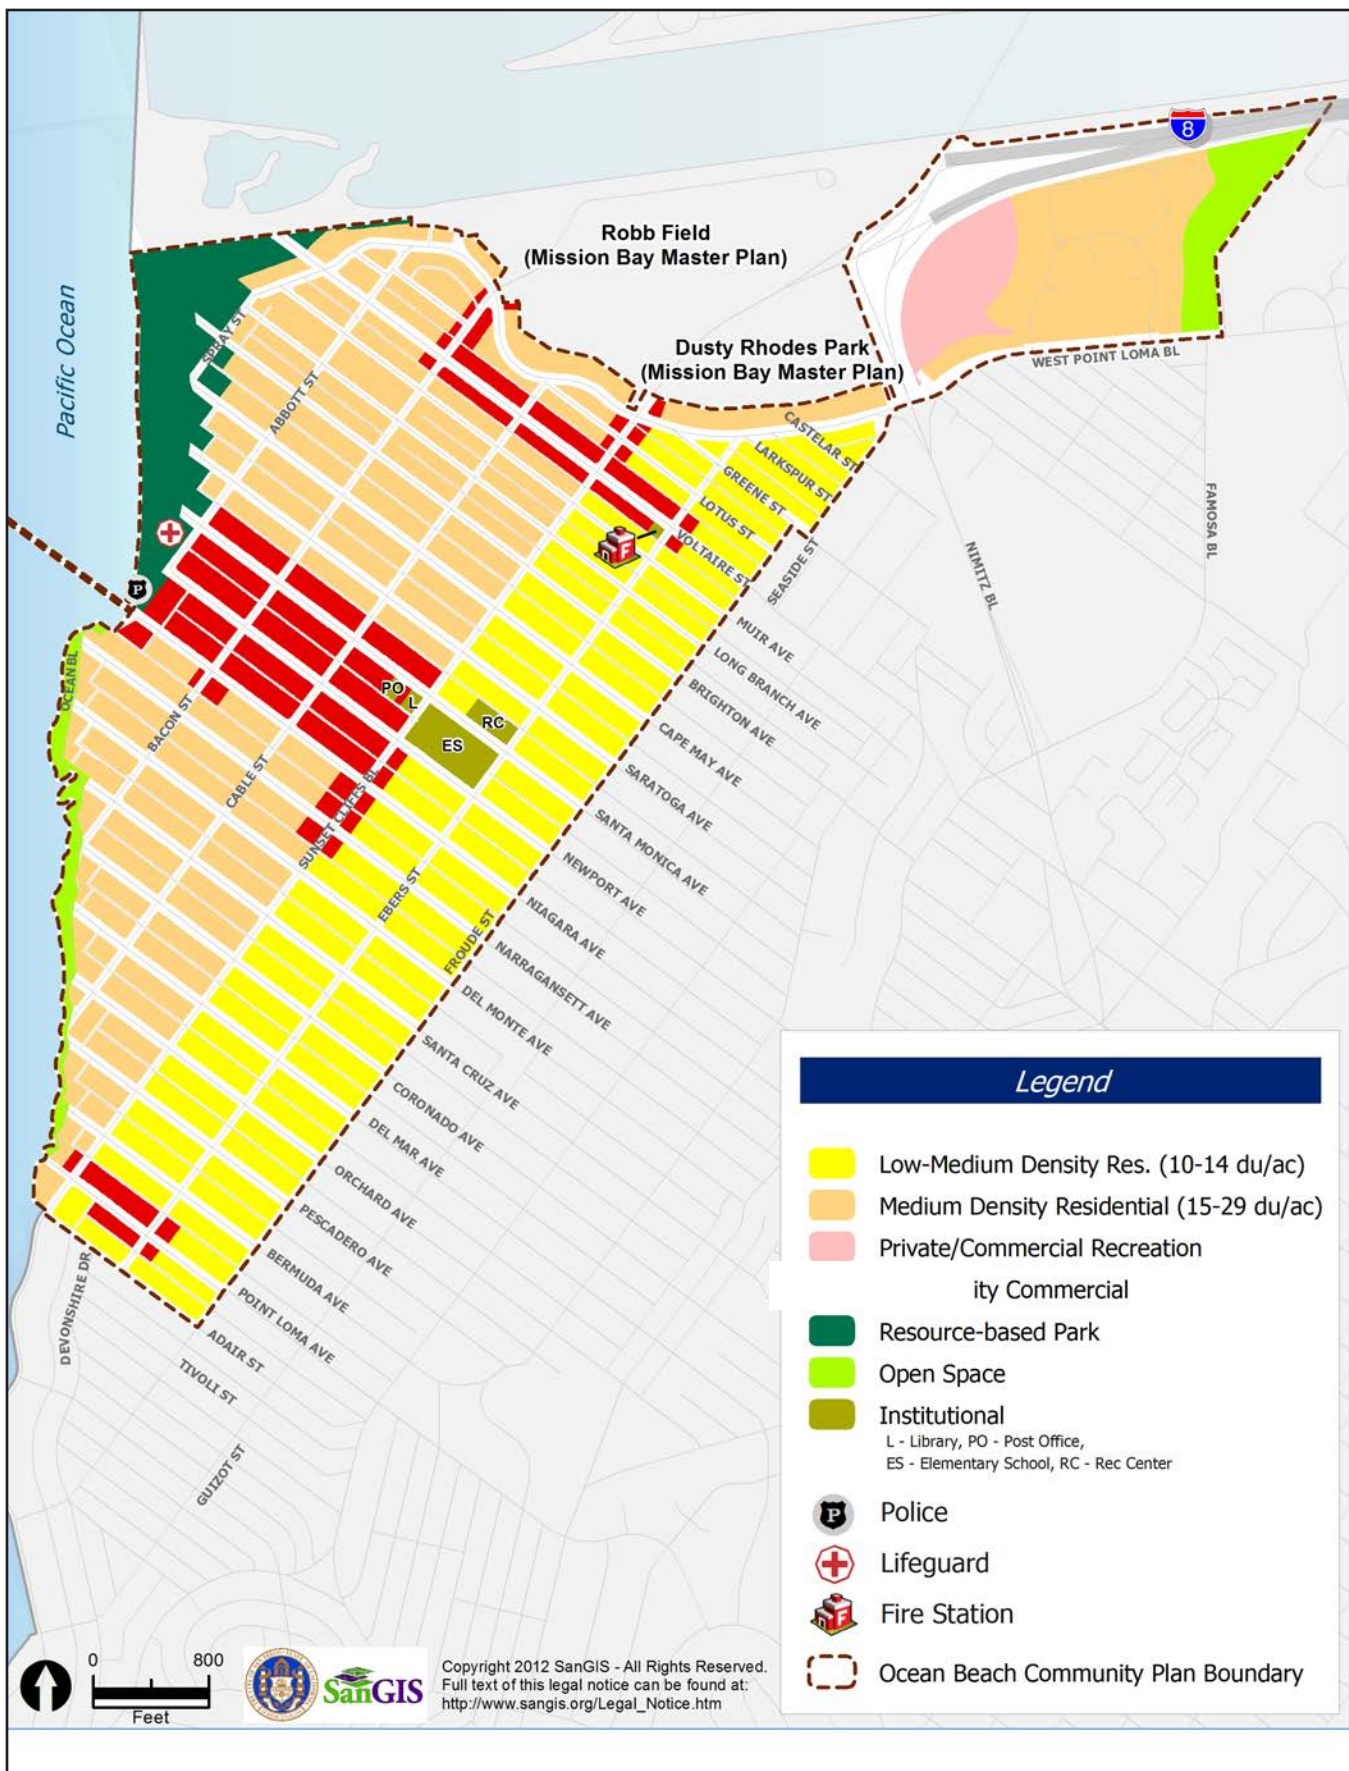 8
Robb Field
(Mission Bay Master Plan)
Pacific Ocean
SPRAY ST
Dusty Rhodes Park
(Mission Bay Master Plan)
WEST POINT LOMA BL
ABBOTT ST
CASTELAR ST
LARKSPUR ST
GREENE ST
LOTUS ST
VOLTAIRE ST
FAMOSA BL
NIMITZ BL
SEASIDE ST
F
P
MUIR AVE
LONG BRANCH AVE
BRIGHTON AVE
CAPE MAY AVE
SARATOGA AVE
SANTA MONICA AVE
NEWPORT AVE
NIAGARA AVE
NARRAGANSETT AVE
DEL MONTE AVE
SANTA CRUZ AVE
CORONADO AVE
DEL MAR AVE
ORCHARD AVE
PESCADERO AVE
BERMUDA AVE
POINT LOMA AVE
ADAIR ST
TIVOLI ST
GUIZOT ST
DEVONSHIRE DR
OCEAN BL
BACON ST
CABLE ST
SUNSET CLIFFS BL
EBERS ST
FROUDE ST
PO
L
RC
ES
Legend
Low-Medium Density Res. (10-14 du/ac)
Medium Density Residential (15-29 du/ac)
Private/Commercial Recreation
ity Commercial
Resource-based Park
Open Space
Institutional
L - Library, PO - Post Office,
ES - Elementary School, RC - Rec Center
P Police
Lifeguard
F Fire Station
Ocean Beach Community Plan Boundary
0 800
Feet
SanGIS
Copyright 2012 SanGIS - All Rights Reserved.
Full text of this legal notice can be found at:
http://www.sangis.org/Legal_Notice.htm